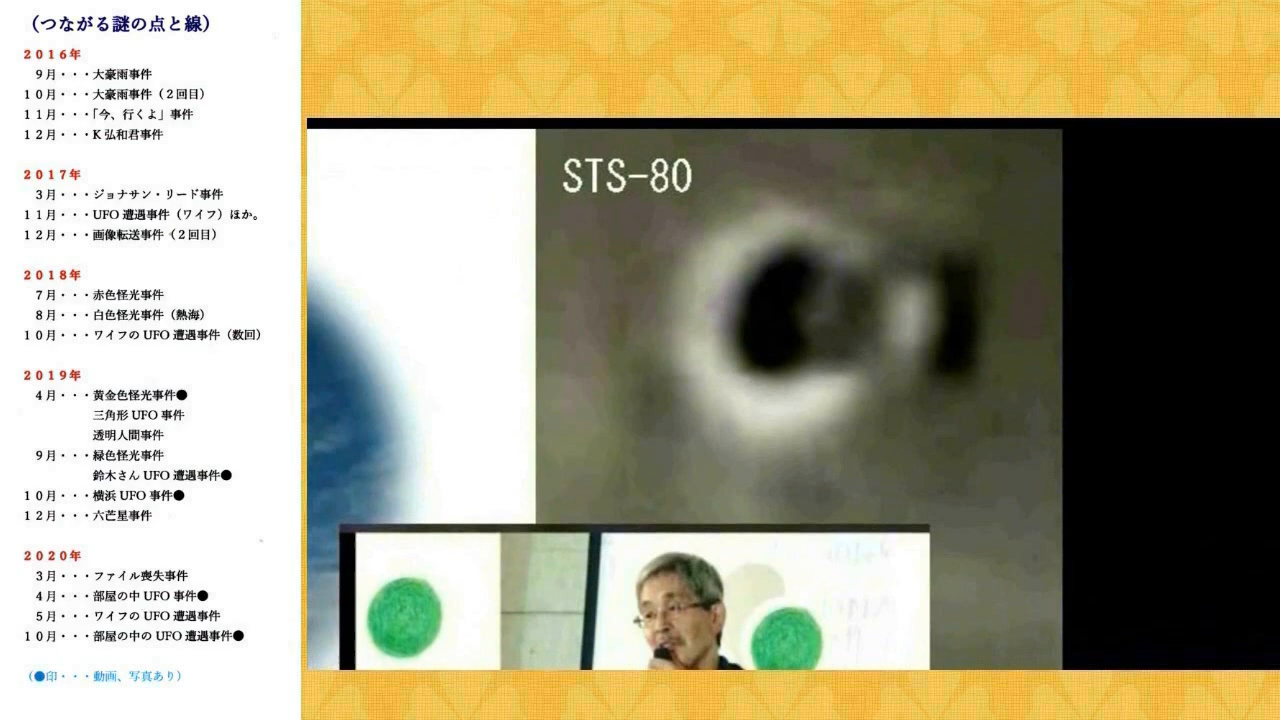 （つながる謎の点と線）
２０１６年
９月・・・大豪雨事件
１０月・・・大豪雨事件（２回目）
１１月・・・「今、行くよ」事件
１２月・・・K 弘和君事件
２０１７年
３月・・・ジョナサン・リード事件
１１月・・・UFO 遭遇事件（ワイフ）ほか。
１２月・・・画像転送事件（２回目）
２０１８年
７月・・・赤色怪光事件
８月・・・白色怪光事件（熱海）
１０月・・・ワイフの UFO 遭遇事件（数回）
２０１９年
４月・・・黄金色怪光事件●
三角形 UFO 事件
透明人間事件
９月・・・緑色怪光事件
鈴木さん UFO 遭遇事件●
１０月・・・横浜 UFO 事件●
１２月・・・六芒星事件
２０２０年
３月・・・ファイル喪失事件
４月・・・部屋の中 UFO 事件●
５月・・・ワイフの UFO 遭遇事件
１０月・・・部屋の中の UFO 遭遇事件●
（●印・・・動画、写真あり）
STS-80